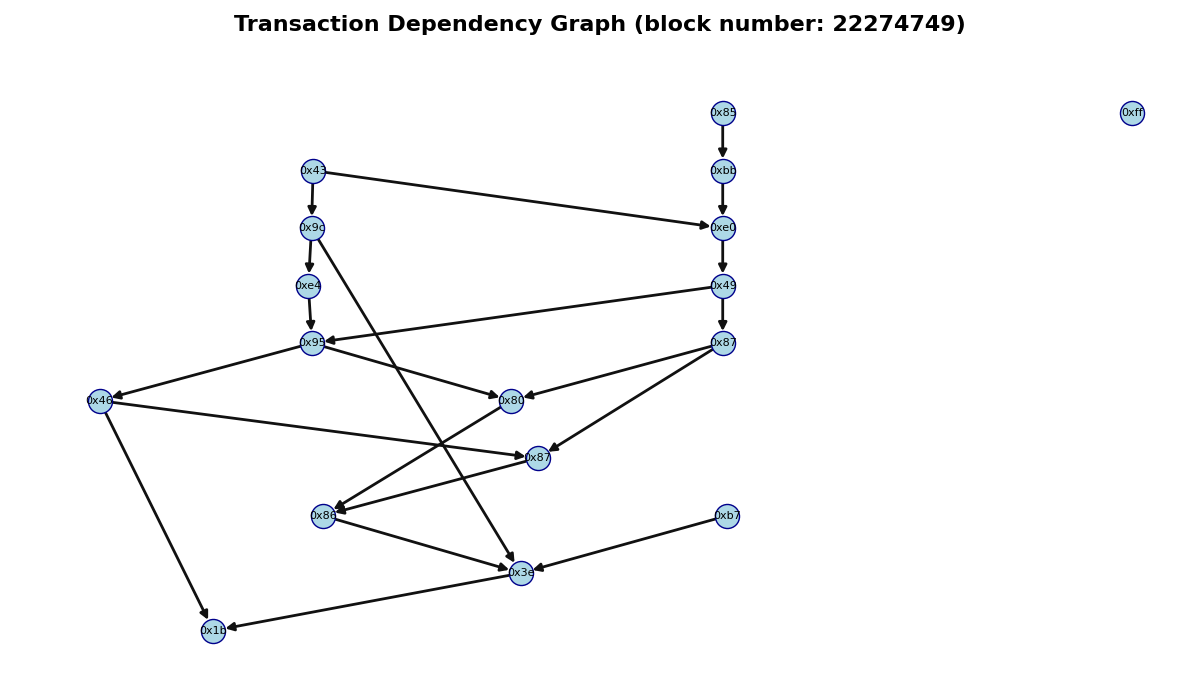 Transaction Dependency Graph (block number: 22274749)
0x85
0xff
0x43
0xbb
0x9c
0xe0
0xe4
0x49
0x95
0x87
0x46
0x80
0x87
0x86
0xb7
0x3e
0x1b